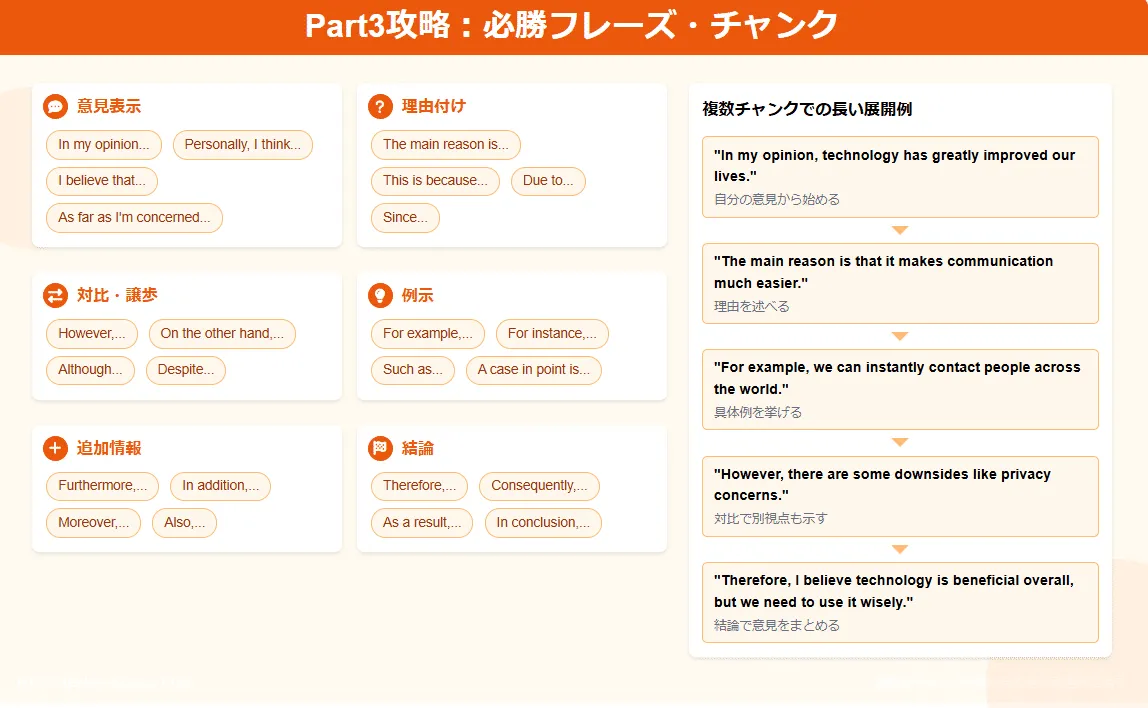 Part3攻略：必勝フレーズ・チャンク
意見表示
In my opinion...
Personally, I think...
I believe that...
As far as I'm concerned...
理由付け
The main reason is...
This is because...
Due to...
Since...
対比・譲歩
However,...
On the other hand,...
Although...
Despite...
例示
For example,...
For instance,...
Such as...
A case in point is...
追加情報
Furthermore,...
In addition,...
Moreover,...
Also,...
結論
Therefore,...
Consequently,...
As a result,...
In conclusion,...
複数チャンクでの長い展開例
"In my opinion, technology has greatly improved our
lives."
自分の意見から始める
"The main reason is that it makes communication
much easier."
理由を述べる
"For example, we can instantly contact people across
the world."
具体例を挙げる
"However, there are some downsides like privacy
concerns."
対比で別視点も示す
"Therefore, I believe technology is beneficial overall,
but we need to use it wisely."
結論で意見をまとめる